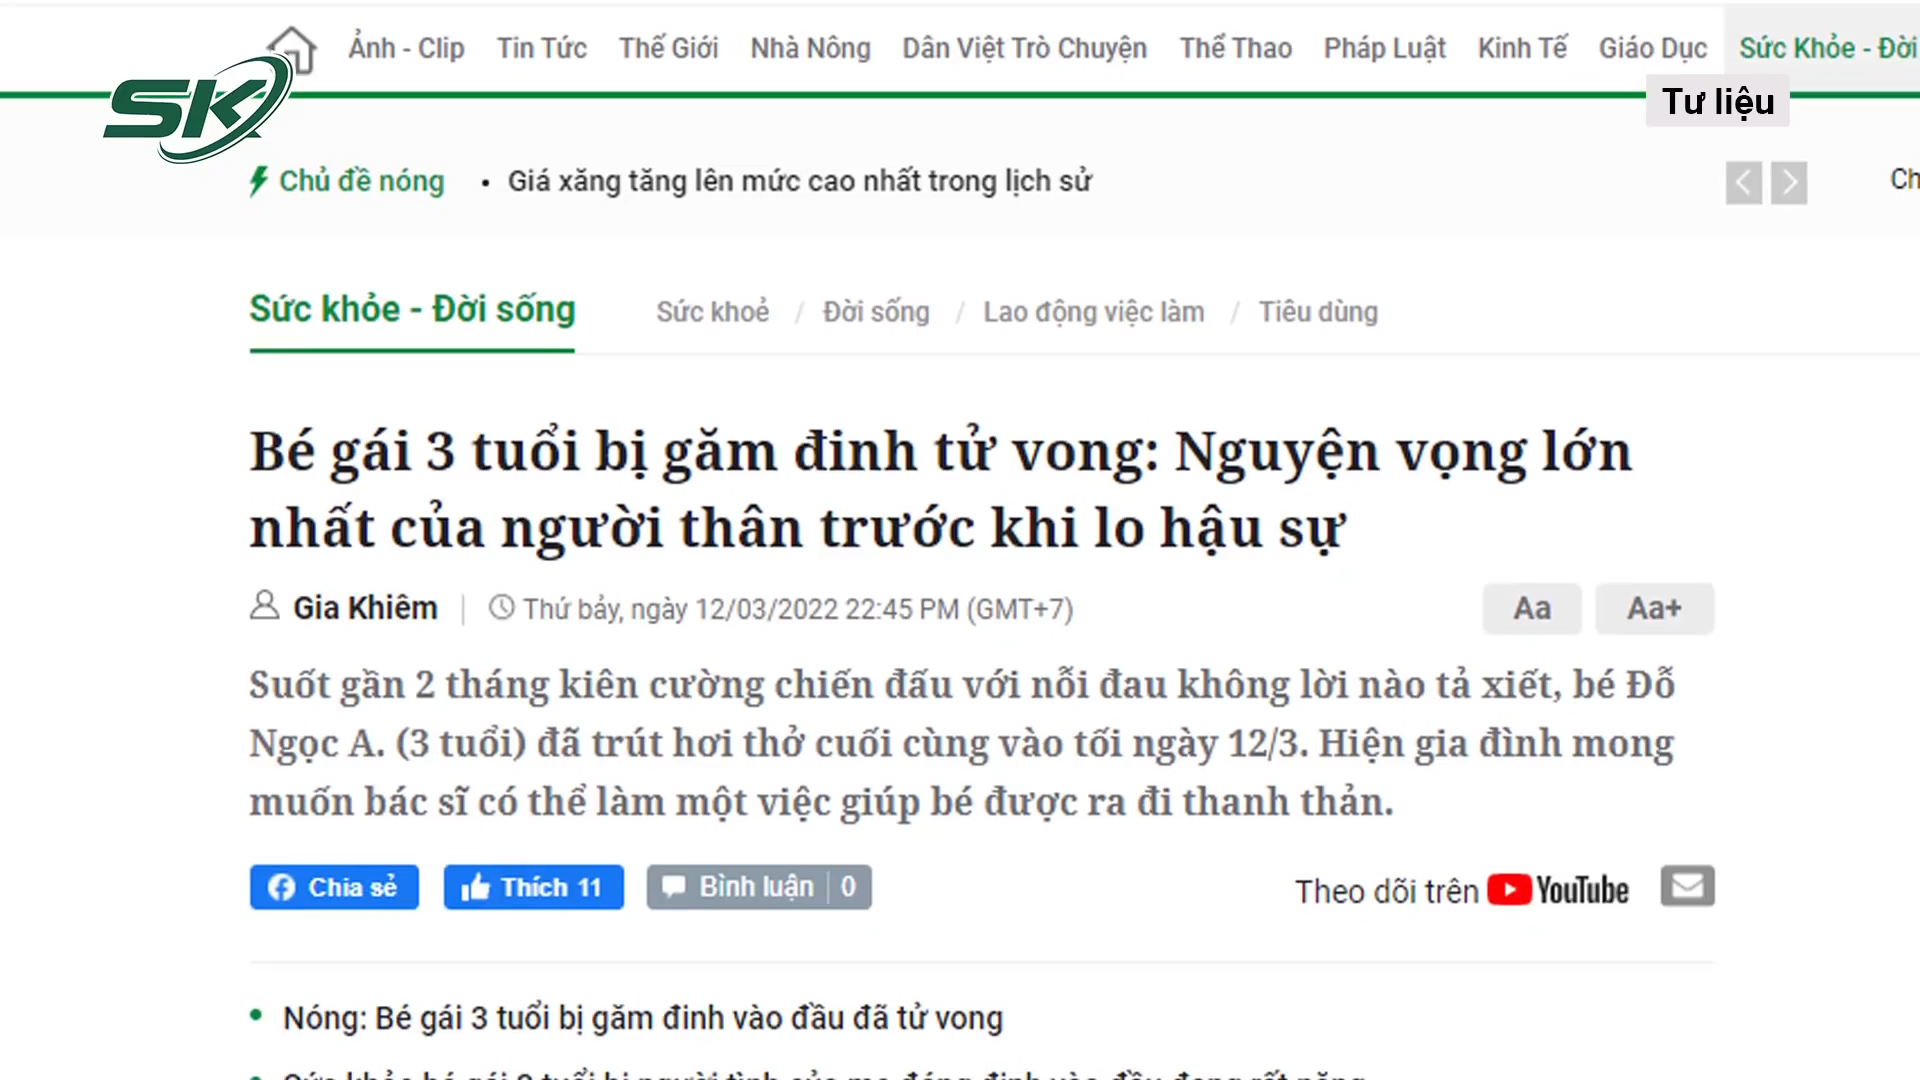 Ảnh - Clip Tin Tức Thế Giới Nhà Nông Dân Việt Trò Chuyện Thể Thao Pháp Luật Kinh Tế Giáo Dục Sức Khỏe - Đời
SK
Tư liệu
Chủ đề nóng • Giá xăng tăng lên mức cao nhất trong lịch sử
Sức khỏe - Đời sống Sức khoẻ / Đời sống / Lao động việc làm / Tiêu dùng
Bé gái 3 tuổi bị găm đinh tử vong: Nguyện vọng lớn
nhất của người thân trước khi lo hậu sự
Gia Khiêm | Thứ bảy, ngày 12/03/2022 22:45 PM (GMT+7) Aa Aa+
Suốt gần 2 tháng kiên cường chiến đấu với nỗi đau không lời nào tả xiết, bé Đỗ
Ngọc A. (3 tuổi) đã trút hơi thở cuối cùng vào tối ngày 12/3. Hiện gia đình mong
muốn bác sĩ có thể làm một việc giúp bé được ra đi thanh thản.
Chia sẻ Thích 11 Bình luận 0 Theo dõi trên YouTube
• Nóng: Bé gái 3 tuổi bị găm đinh vào đầu đã tử vong